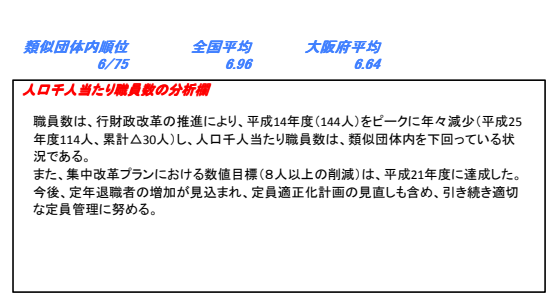 類似団体内順位 全国平均 大阪府平均
6/75 6.96 6.64
人口千人当たり職員数の分析欄
職員数は、行財政改革の推進により、平成14年度(144人)をピークに年々減少(平成25
年度114人、累計△30人)し、人口千人当たり職員数は、類似団体内を下回っている状
況である。
また、集中改革プランにおける数値目標(8人以上の削減)は、平成21年度に達成した。
今後、定年退職者の増加が見込まれ、定員適正化計画の見直しも含め、引き続き適切
な定員管理に努める。